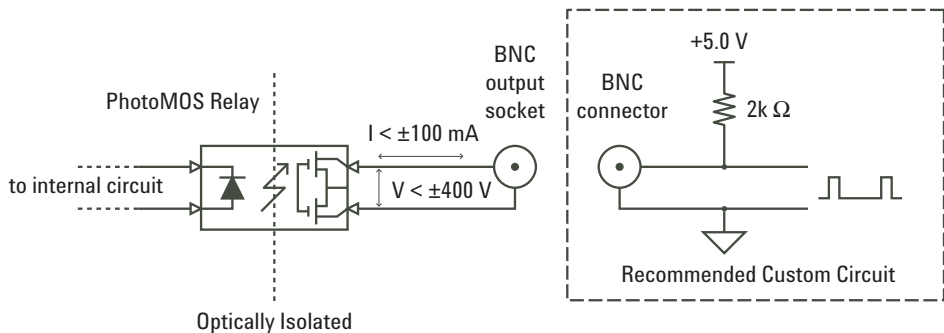 PhotoMOS Relay
to internal circuit
I < ±100 mA
V < ±400 V
BNC
output
socket
Optically Isolated
+5.0 V
BNC
connector
2k Ω
Recommended Custom Circuit